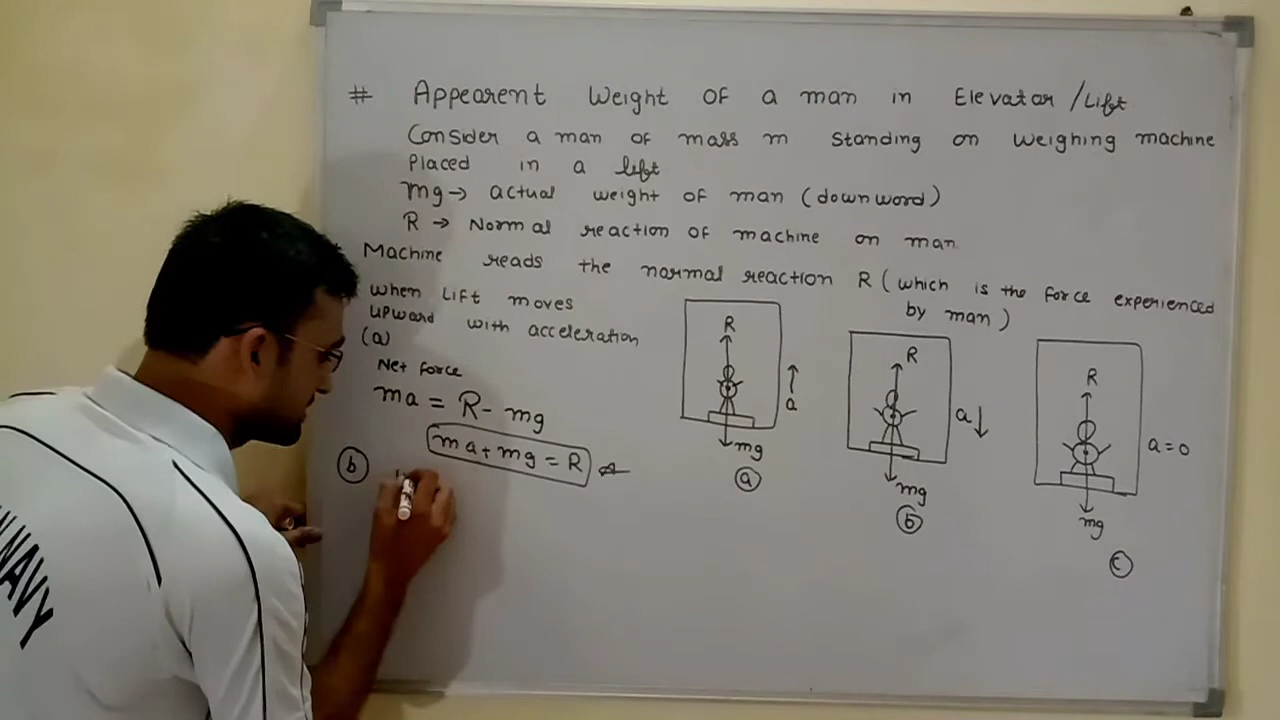 # Appearent Weight of a man in Elevator/Lift
Consider a man of mass m standing on weighing machine
Placed in a lift
mg→ actual weight of man (downword)
R → Normal reaction of machine on man
Machine reads the normal reaction R (which is the force experienced
by man)
when Lift moves
upward with acceleration
(a)
Net force
ma = R- mg
ma+mg = R
(b)
R
a
mg
(a)
R
a
mg
(b)
R
a=0
mg
(c)
NAVY